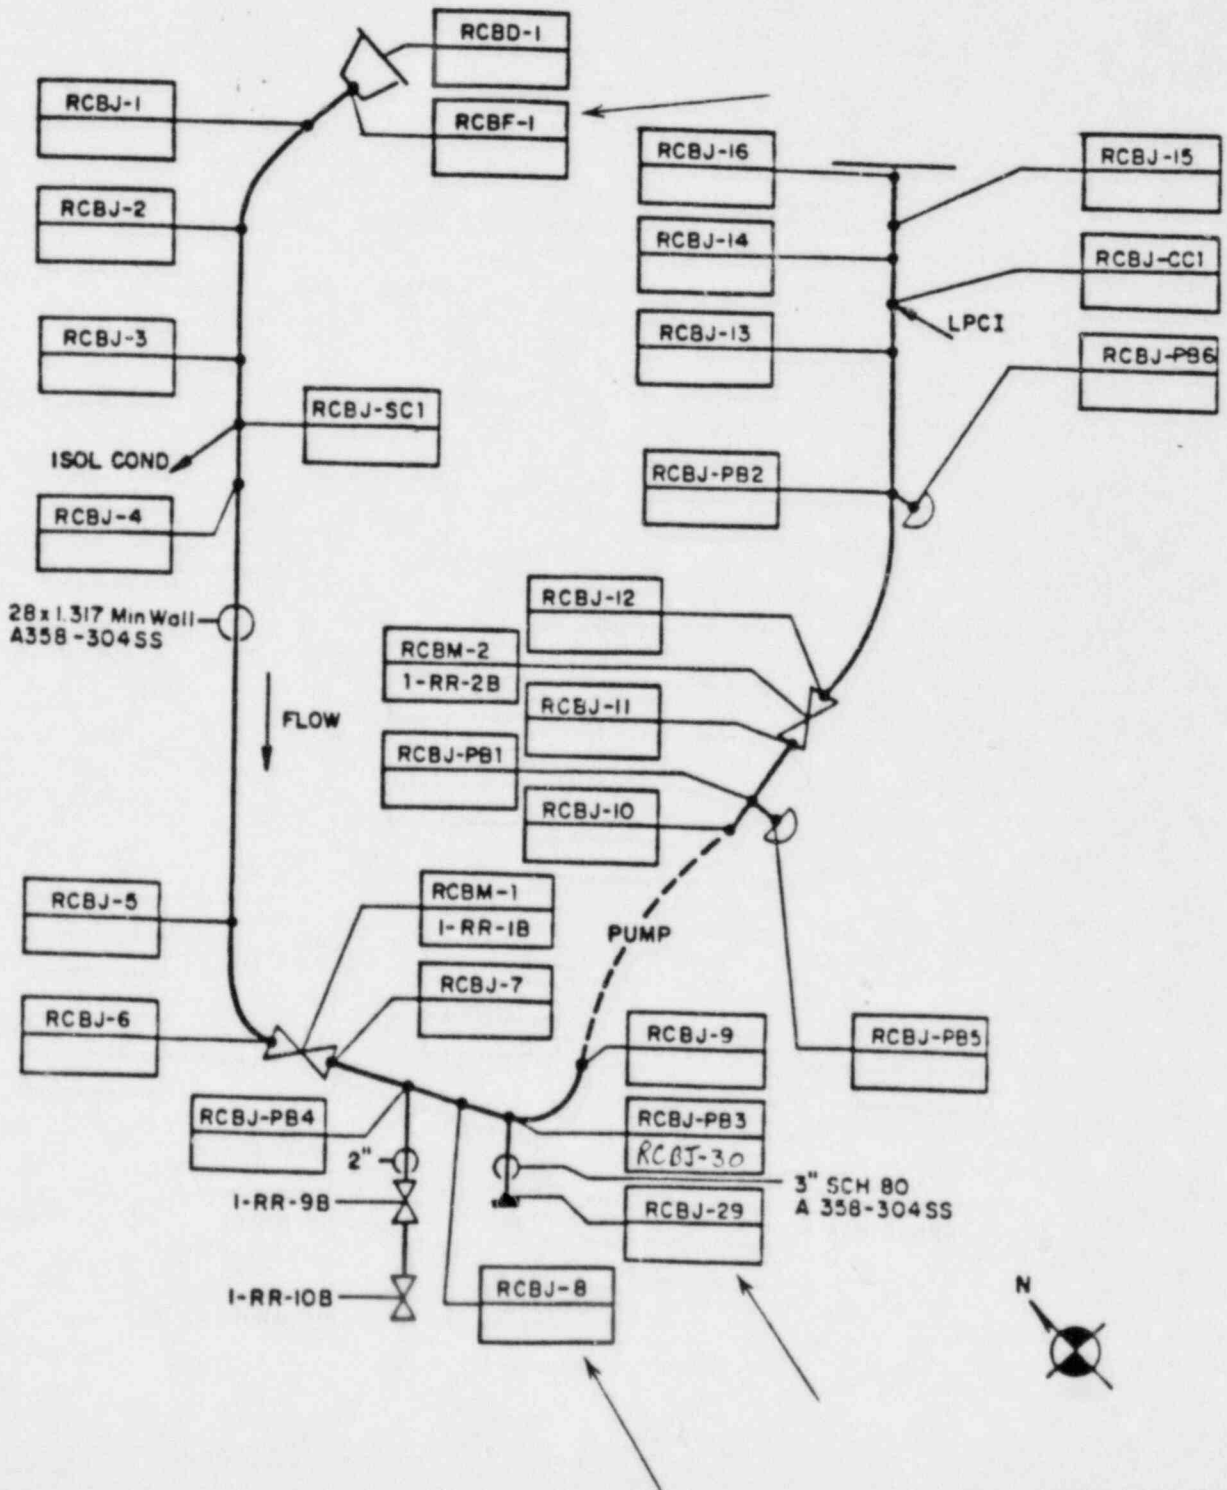 RCBD-1
RCBJ-1
RCBF-1
RCBJ-16
RCBJ-15
RCBJ-2
RCBJ-14
RCBJ-CC1
LPCI
RCBJ-3
RCBJ-13
RCBJ-PB6
RCBJ-SC1
ISOL COND
RCBJ-PB2
RCBJ-4
28x1.317 Min Wall
A358-304SS
RCBJ-12
RCBM-2
1-RR-2B
FLOW
RCBJ-11
RCBJ-PB1
RCBJ-10
RCBJ-5
RCBM-1
1-RR-1B
PUMP
RCBJ-7
RCBJ-6
RCBJ-9
RCBJ-PB5
RCBJ-PB4
RCBJ-PB3
RCBJ-30
2"
3" SCH 80
A 358-304SS
1-RR-9B
RCBJ-29
1-RR-10B
RCBJ-8
N